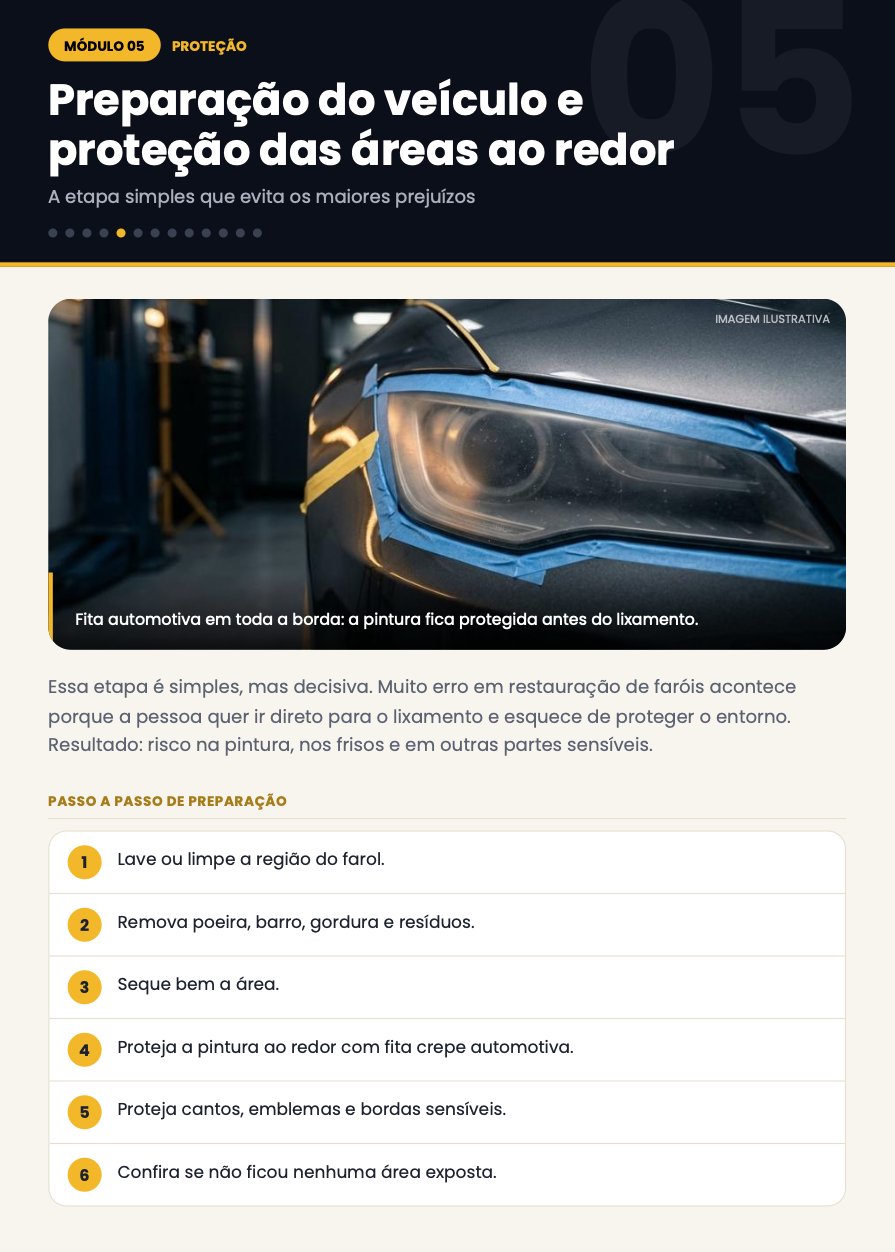 05
MÓDULO 05
PROTEÇÃO
Preparação do veículo e
proteção das áreas ao redor
A etapa simples que evita os maiores prejuízos
IMAGEM ILUSTRATIVA
Fita automotiva em toda a borda: a pintura fica protegida antes do lixamento.
Essa etapa é simples, mas decisiva. Muito erro em restauração de faróis acontece
porque a pessoa quer ir direto para o lixamento e esquece de proteger o entorno.
Resultado: risco na pintura, nos frisos e em outras partes sensíveis.
PASSO A PASSO DE PREPARAÇÃO
1 Lave ou limpe a região do farol.
2 Remova poeira, barro, gordura e resíduos.
3 Seque bem a área.
4 Proteja a pintura ao redor com fita crepe automotiva.
5 Proteja cantos, emblemas e bordas sensíveis.
6 Confira se não ficou nenhuma área exposta.